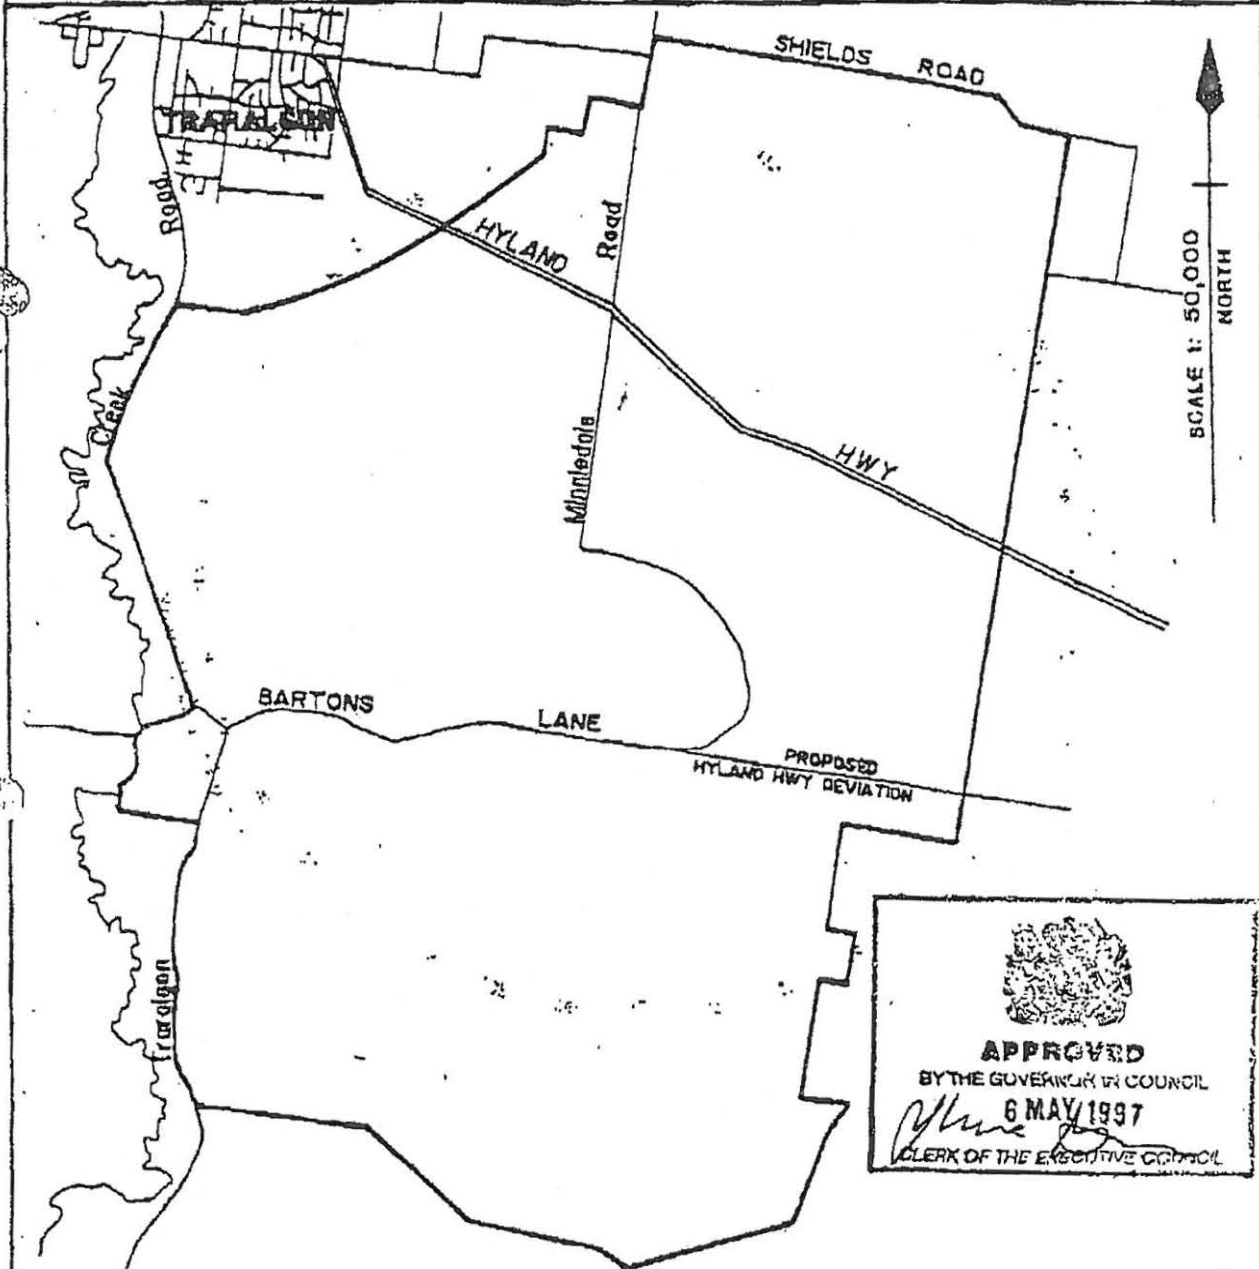 SHIELDS ROAD
TRARALGON
Road
HYLAND
Road
SCALE 1: 50,000
NORTH
Creek
Minniedale
HWY
BARTONS
LANE
PROPOSED
HYLAND HWY DEVIATION
Traralgon
APPROVED
BY THE GOVERNOR IN COUNCIL
6 MAY 1997
CLERK OF THE EXECUTIVE COUNCIL